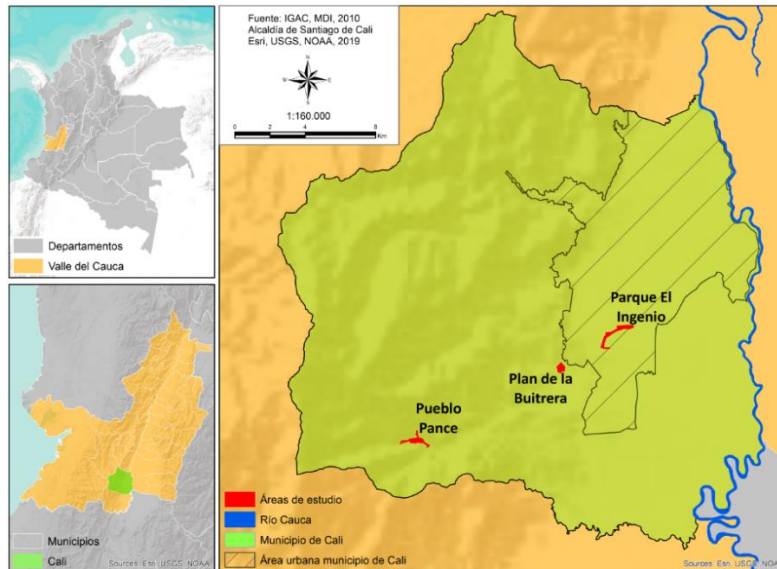 Departamentos
Valle del Cauca
Municipios
Cali
Sources: Esri, USGS, NOAA
Fuente: IGAC, MDI, 2010
Alcaldía de Santiago de Cali
Esri, USGS, NOAA, 2019
N
W
E
S
1:160.000
0 2 4 8
Km
Parque El
Ingenio
Plan de la
Buitrera
Pueblo
Pance
Áreas de estudio
Río Cauca
Municipio de Cali
Área urbana municipio de Cali
Sources: Esri, USGS, NOA